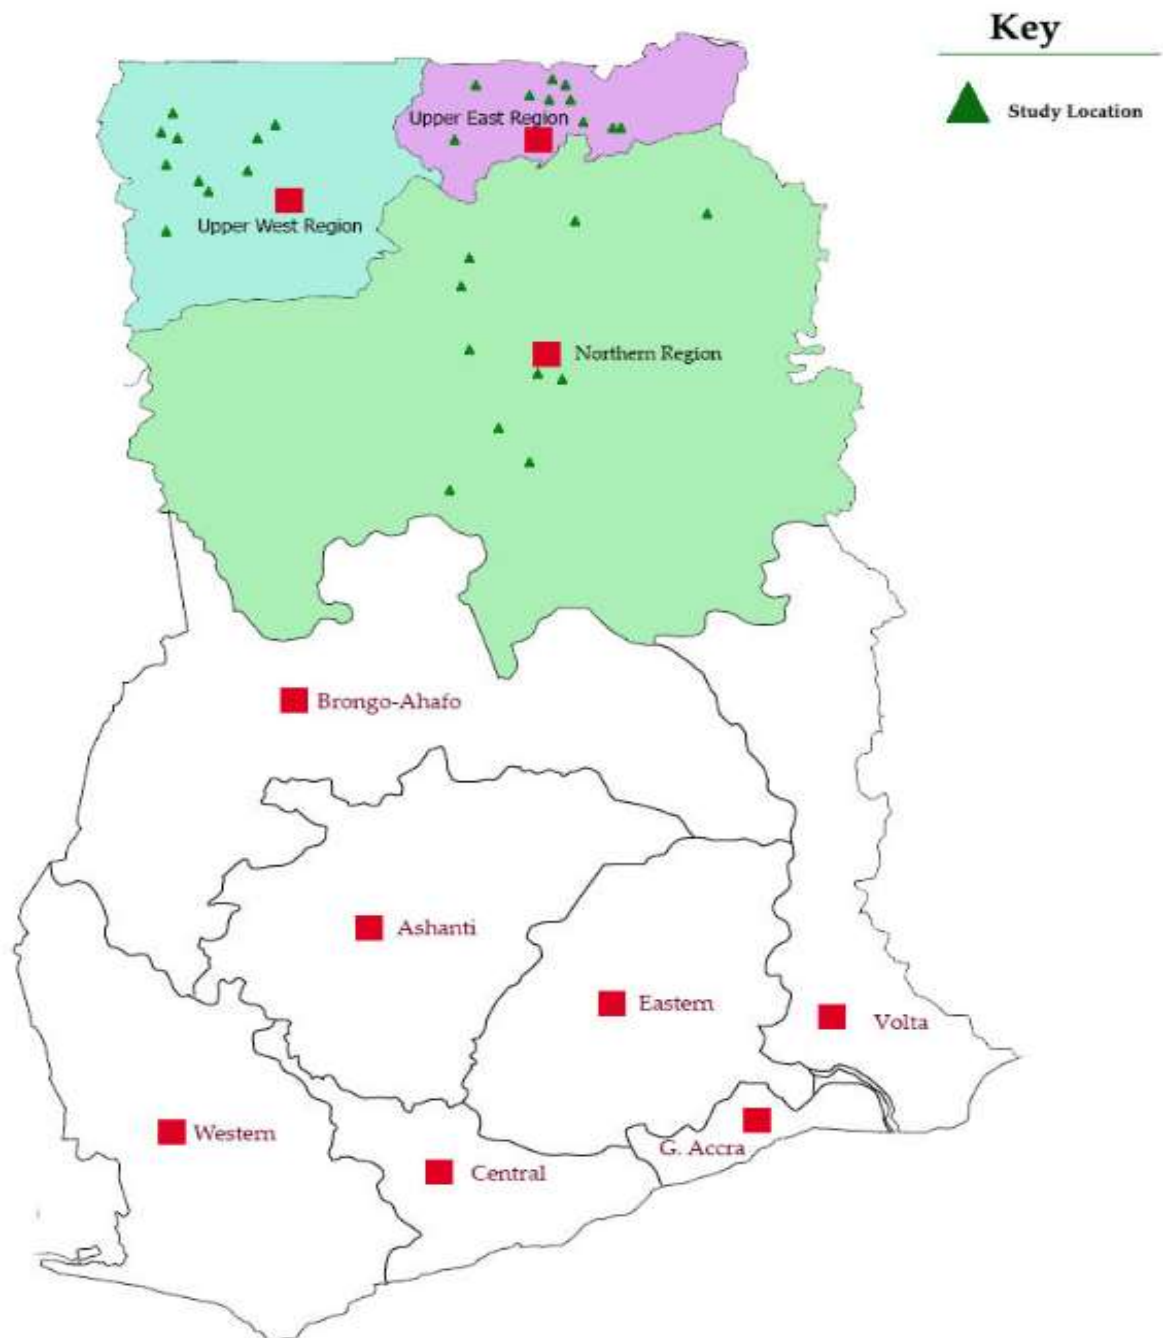 Key
Study Location
Upper East Region
Upper West Region
Northern Region
Brongo-Ahafo
Ashanti
Eastern
Volta
Western
G. Accra
Central